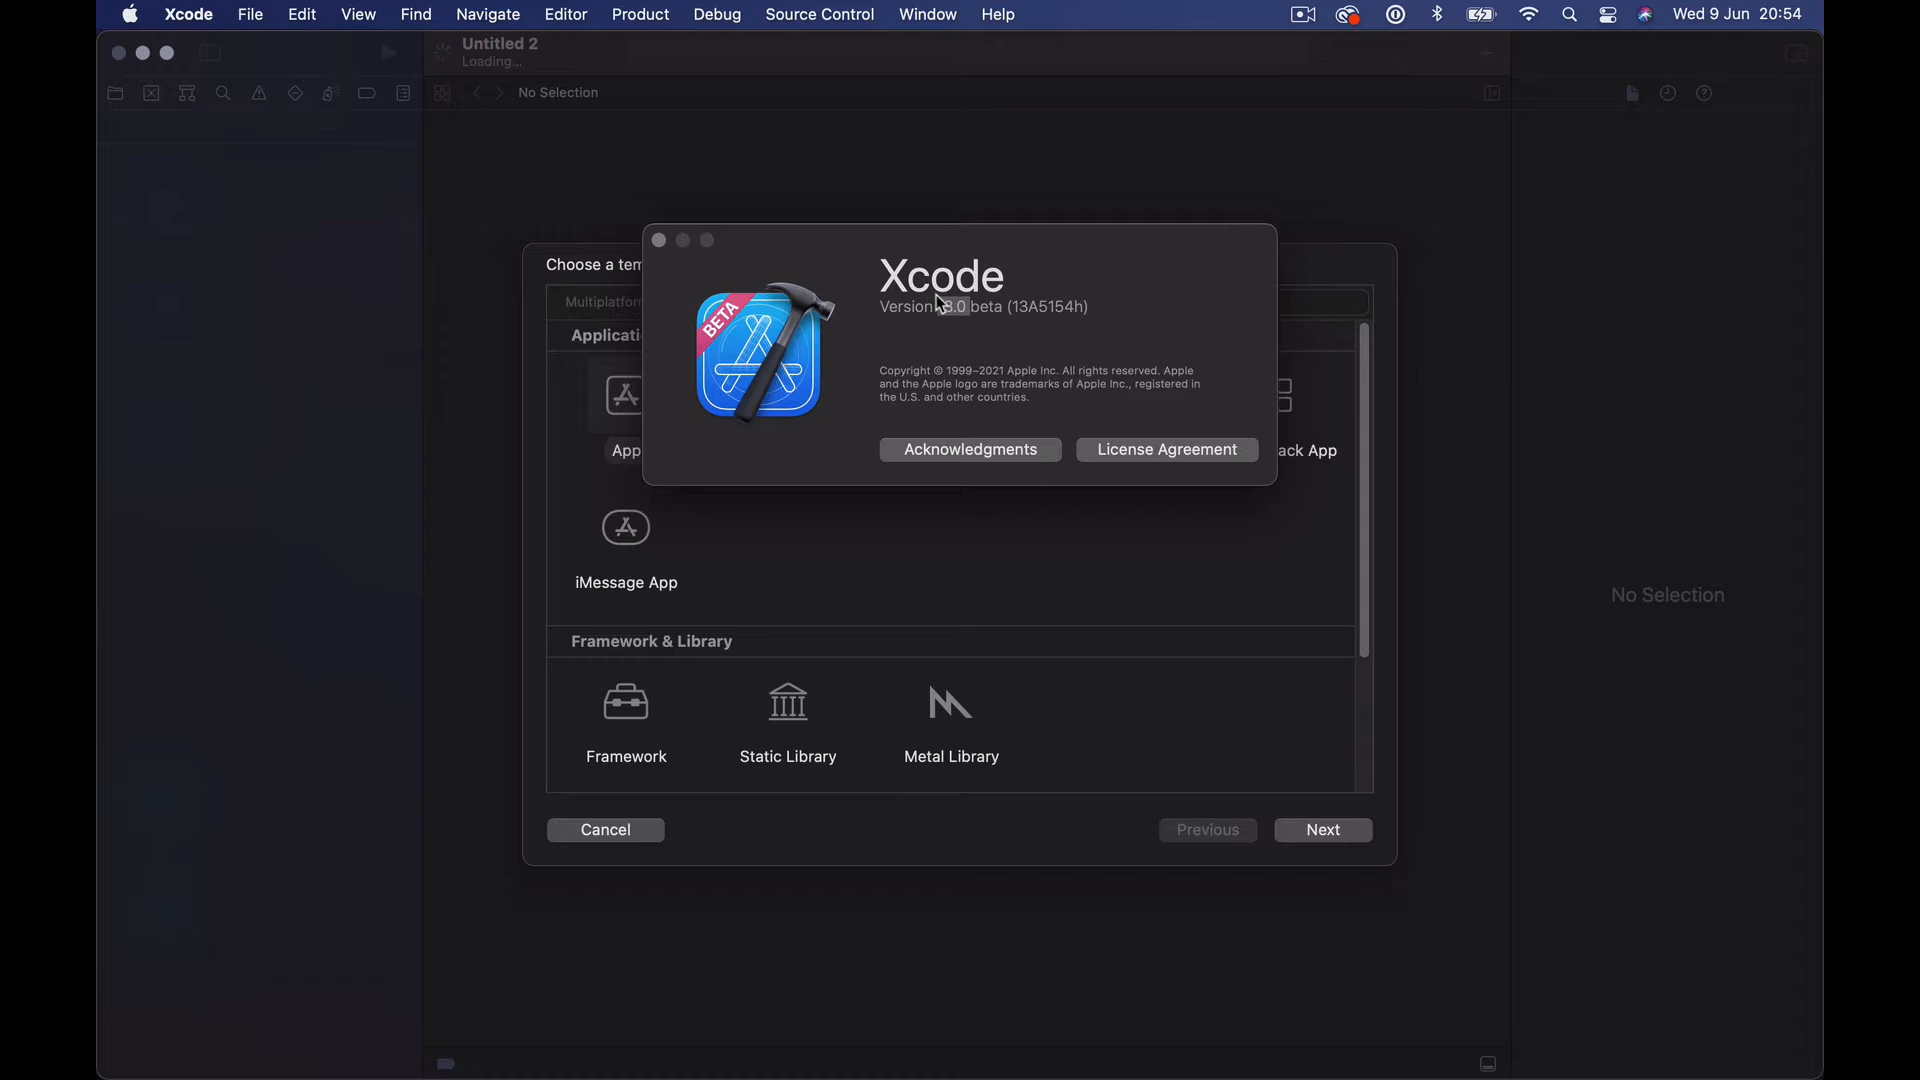 Xcode File Edit View Find Navigate Editor Product Debug Source Control Window Help Wed 9 Jun 20:54
Untitled 2
Loading...
No Selection
Choose a tem
Multiplatform
Applicati
App
ack App
iMessage App
Xcode
Version 3.0 beta (13A5154h)
BETA
Copyright © 1999–2021 Apple Inc. All rights reserved. Apple
and the Apple logo are trademarks of Apple Inc., registered in
the U.S. and other countries.
Acknowledgments License Agreement
Framework & Library
Framework Static Library Metal Library
No Selection
Cancel Previous Next